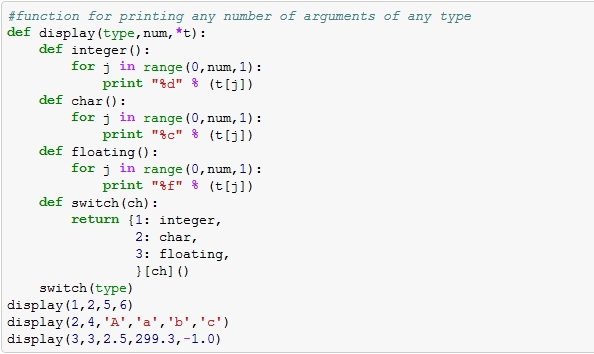 #function for printing any number of arguments of any type
def display(type,num,*t):
    def integer():
        for j in range(0,num,1):
            print "%d" % (t[j])
    def char():
        for j in range(0,num,1):
            print "%c" % (t[j])
    def floating():
        for j in range(0,num,1):
            print "%f" % (t[j])
    def switch(ch):
        return {1: integer,
                2: char,
                3: floating,
                }[ch]()
    switch(type)
display(1,2,5,6)
display(2,4,'A','a','b','c')
display(3,3,2.5,299.3,-1.0)